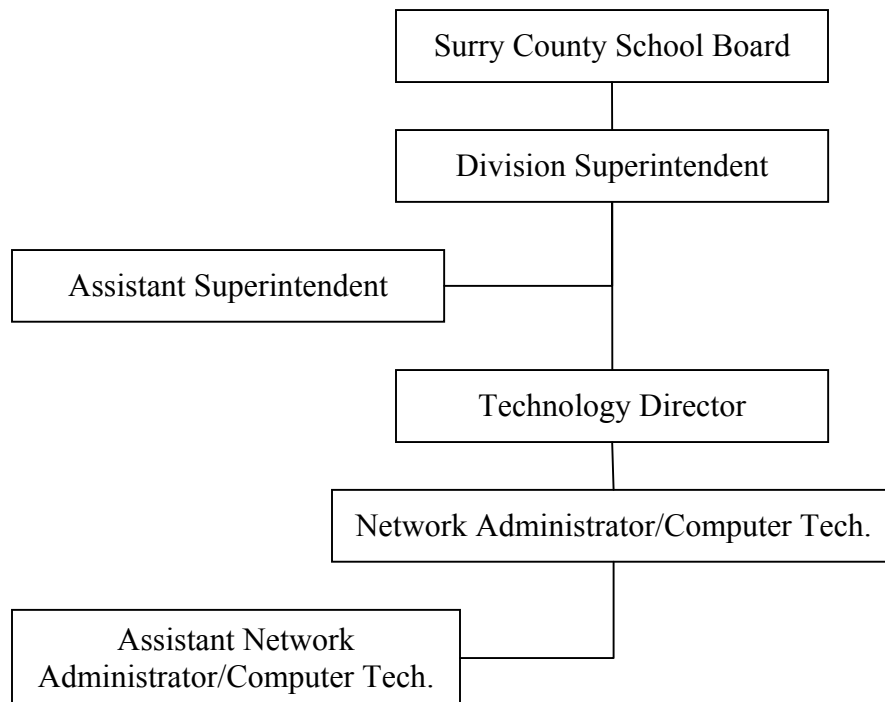 Surry County School Board
Division Superintendent
Assistant Superintendent
Technology Director
Network Administrator/Computer Tech.
Assistant Network
Administrator/Computer Tech.